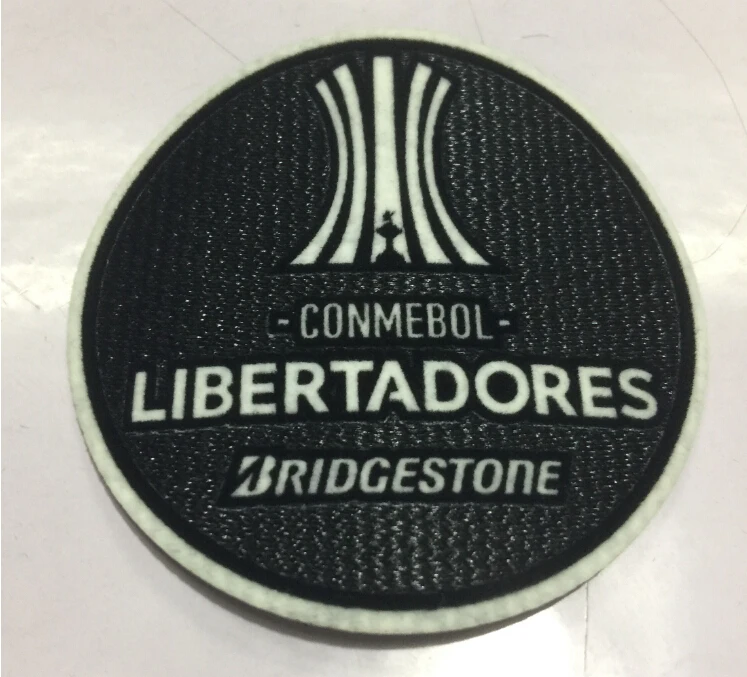 - CONMEBOL -
LIBERTADORES
BRIDGESTONE